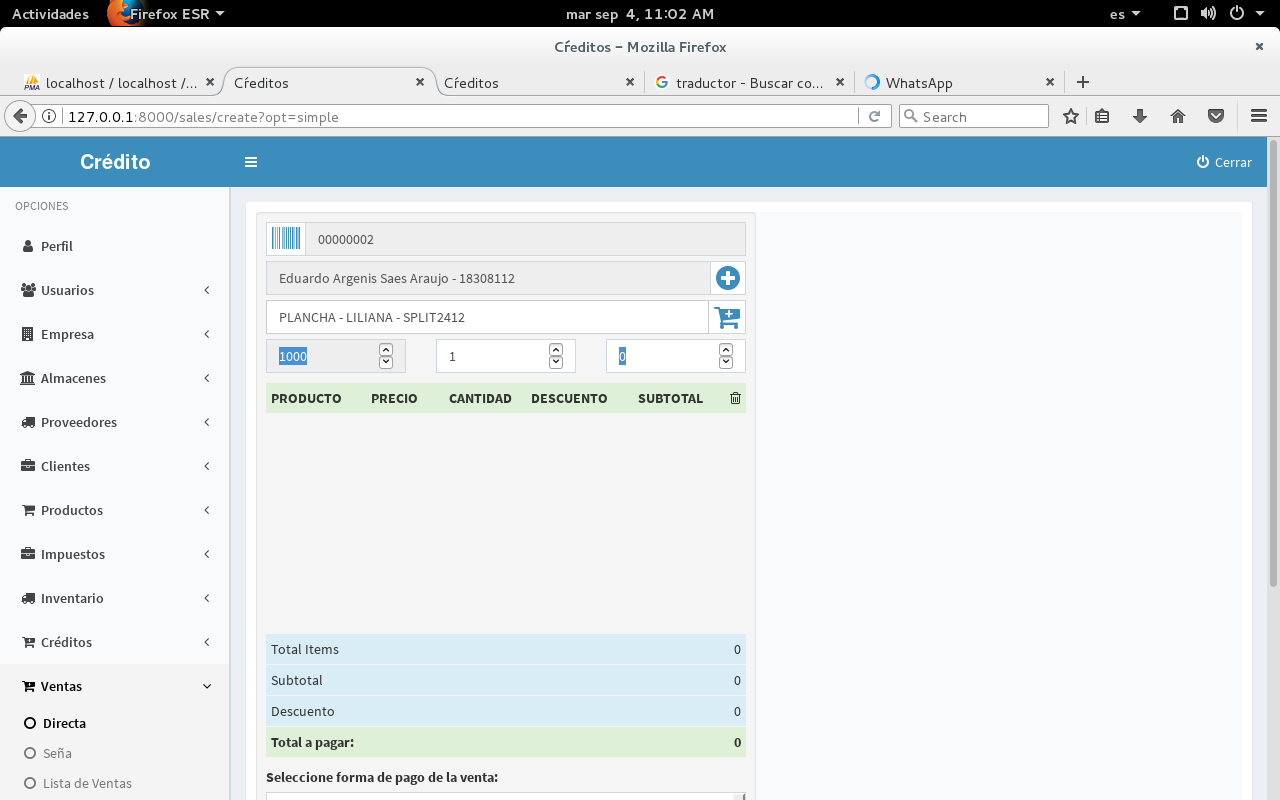 Actividades Firefox ESR mar sep 4, 11:02 AM es
Cŕeditos - Mozilla Firefox
PMA localhost / localhost /... Cŕeditos Cŕeditos traductor - Buscar co... WhatsApp
127.0.0.1:8000/sales/create?opt=simple Search
Crédito Cerrar
OPCIONES
Perfil
Usuarios
Empresa
Almacenes
Proveedores
Clientes
Productos
Impuestos
Inventario
Créditos
Ventas
Directa
Seña
Lista de Ventas
00000002
Eduardo Argenis Saes Araujo - 18308112
PLANCHA - LILIANA - SPLIT2412
1000 1 0
PRODUCTO PRECIO CANTIDAD DESCUENTO SUBTOTAL
Total Items 0
Subtotal 0
Descuento 0
Total a pagar: 0
Seleccione forma de pago de la venta: